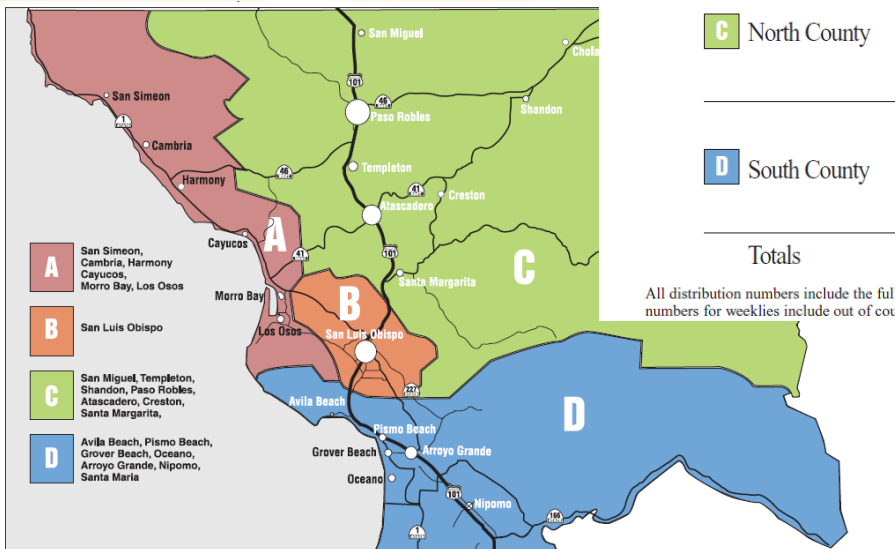 San Miguel
Chola
101
46
Paso Robles
Shandon
San Simeon
1
Cambria
Templeton
46
Harmony
41
Creston
Atascadero
Cayucos
A
41
101
Santa Margarita
C
Morro Bay
B
Los Osos
San Luis Obispo
227
Avila Beach
D
Pismo Beach
Grover Beach
Arroyo Grande
Oceano
101
Nipomo
166
1
A
San Simeon,
Cambria, Harmony
Cayucos,
Morro Bay, Los Osos
B
San Luis Obispo
C
San Miguel, Templeton,
Shandon, Paso Robles,
Atascadero, Creston,
Santa Margarita,
D
Avila Beach, Pismo Beach,
Grover Beach, Oceano,
Arroyo Grande, Nipomo,
Santa Maria
C North County
D South County
Totals
All distribution numbers include the full
numbers for weeklies include out of cou